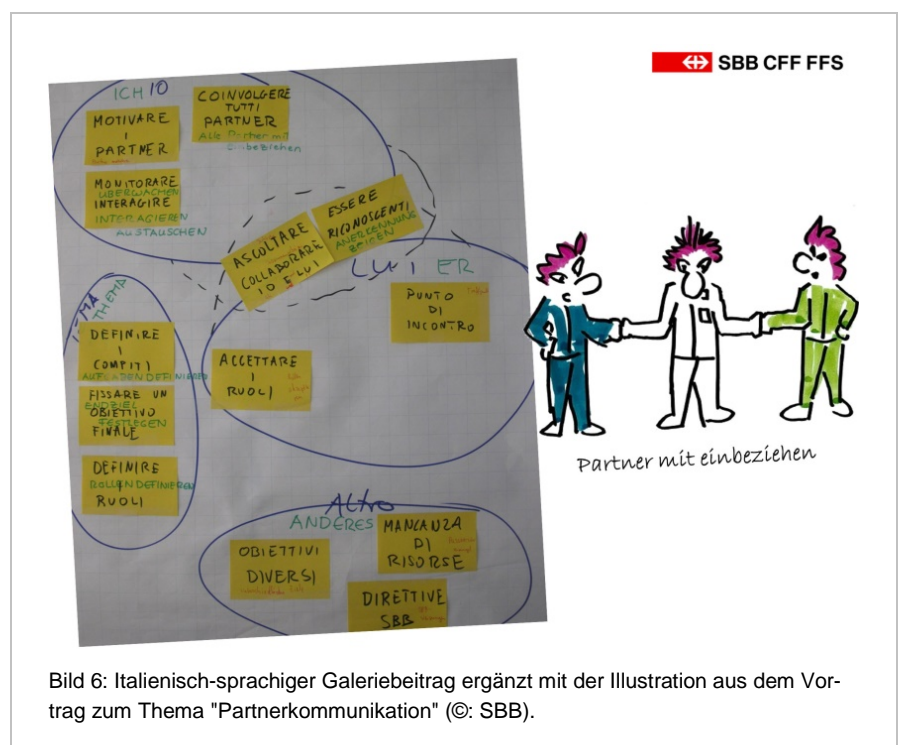 SBB CFF FFS
ICH IO
MOTIVARE
I
PARTNER
COINVOLGERE
TUTTI
PARTNER
Alle Partner mit
einbeziehen
MONITORARE
ÜBERWACHEN
INTERAGIRE
INTERAGIEREN
AUSTAUSCHEN
ASCOLTARE
COLLABORARE
IO E LUI
ESSERE
RICONOSCENTI
ANERKENNUNG
ZEIGEN
LUI ER
PUNTO
DI
INCONTRO
ACCETTARE
I
RUOLI
TEMA
THEMA
DEFINIRE
I
COMPITI
AUFGABEN DEFINIEREN
FISSARE UN
ENDZIEL
OBIETTIVO
FESTLEGEN
FINALE
DEFINIRE
I
ROLLEN DEFINIEREN
RUOLI
Altro
ANDERES
OBIETTIVI
DIVERSI
MANCANZA
DI
RISORSE
DIRETTIVE
SBB
Partner mit einbeziehen
Bild 6: Italienisch-sprachiger Galeriebeitrag ergänzt mit der Illustration aus dem Vor-
trag zum Thema "Partnerkommunikation" (©: SBB).